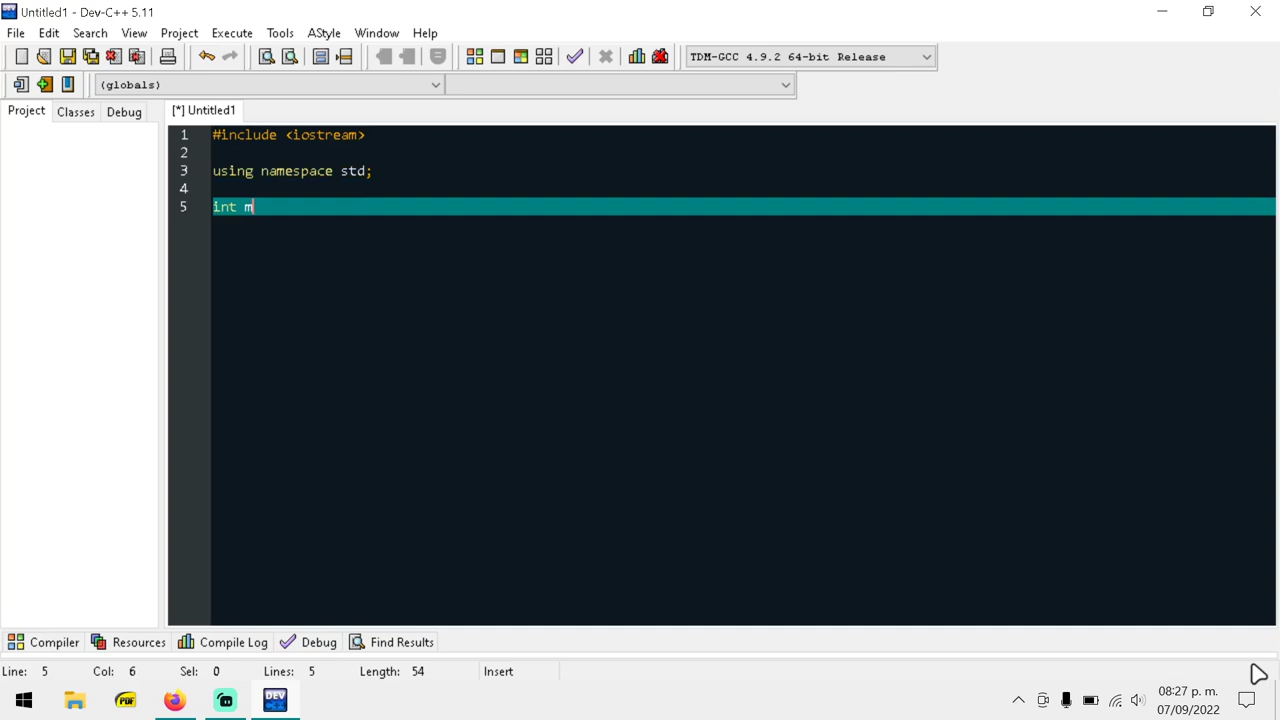 Untitled1 - Dev-C++ 5.11
File Edit Search View Project Execute Tools AStyle Window Help
TDM-GCC 4.9.2 64-bit Release
(globals)
Project Classes Debug [*] Untitled1
1 #include <iostream>
2
3 using namespace std;
4
5 int m
Compiler Resources Compile Log Debug Find Results
Line: 5 Col: 6 Sel: 0 Lines: 5 Length: 54 Insert
PDF
DEV
08:27 p. m.
07/09/2022